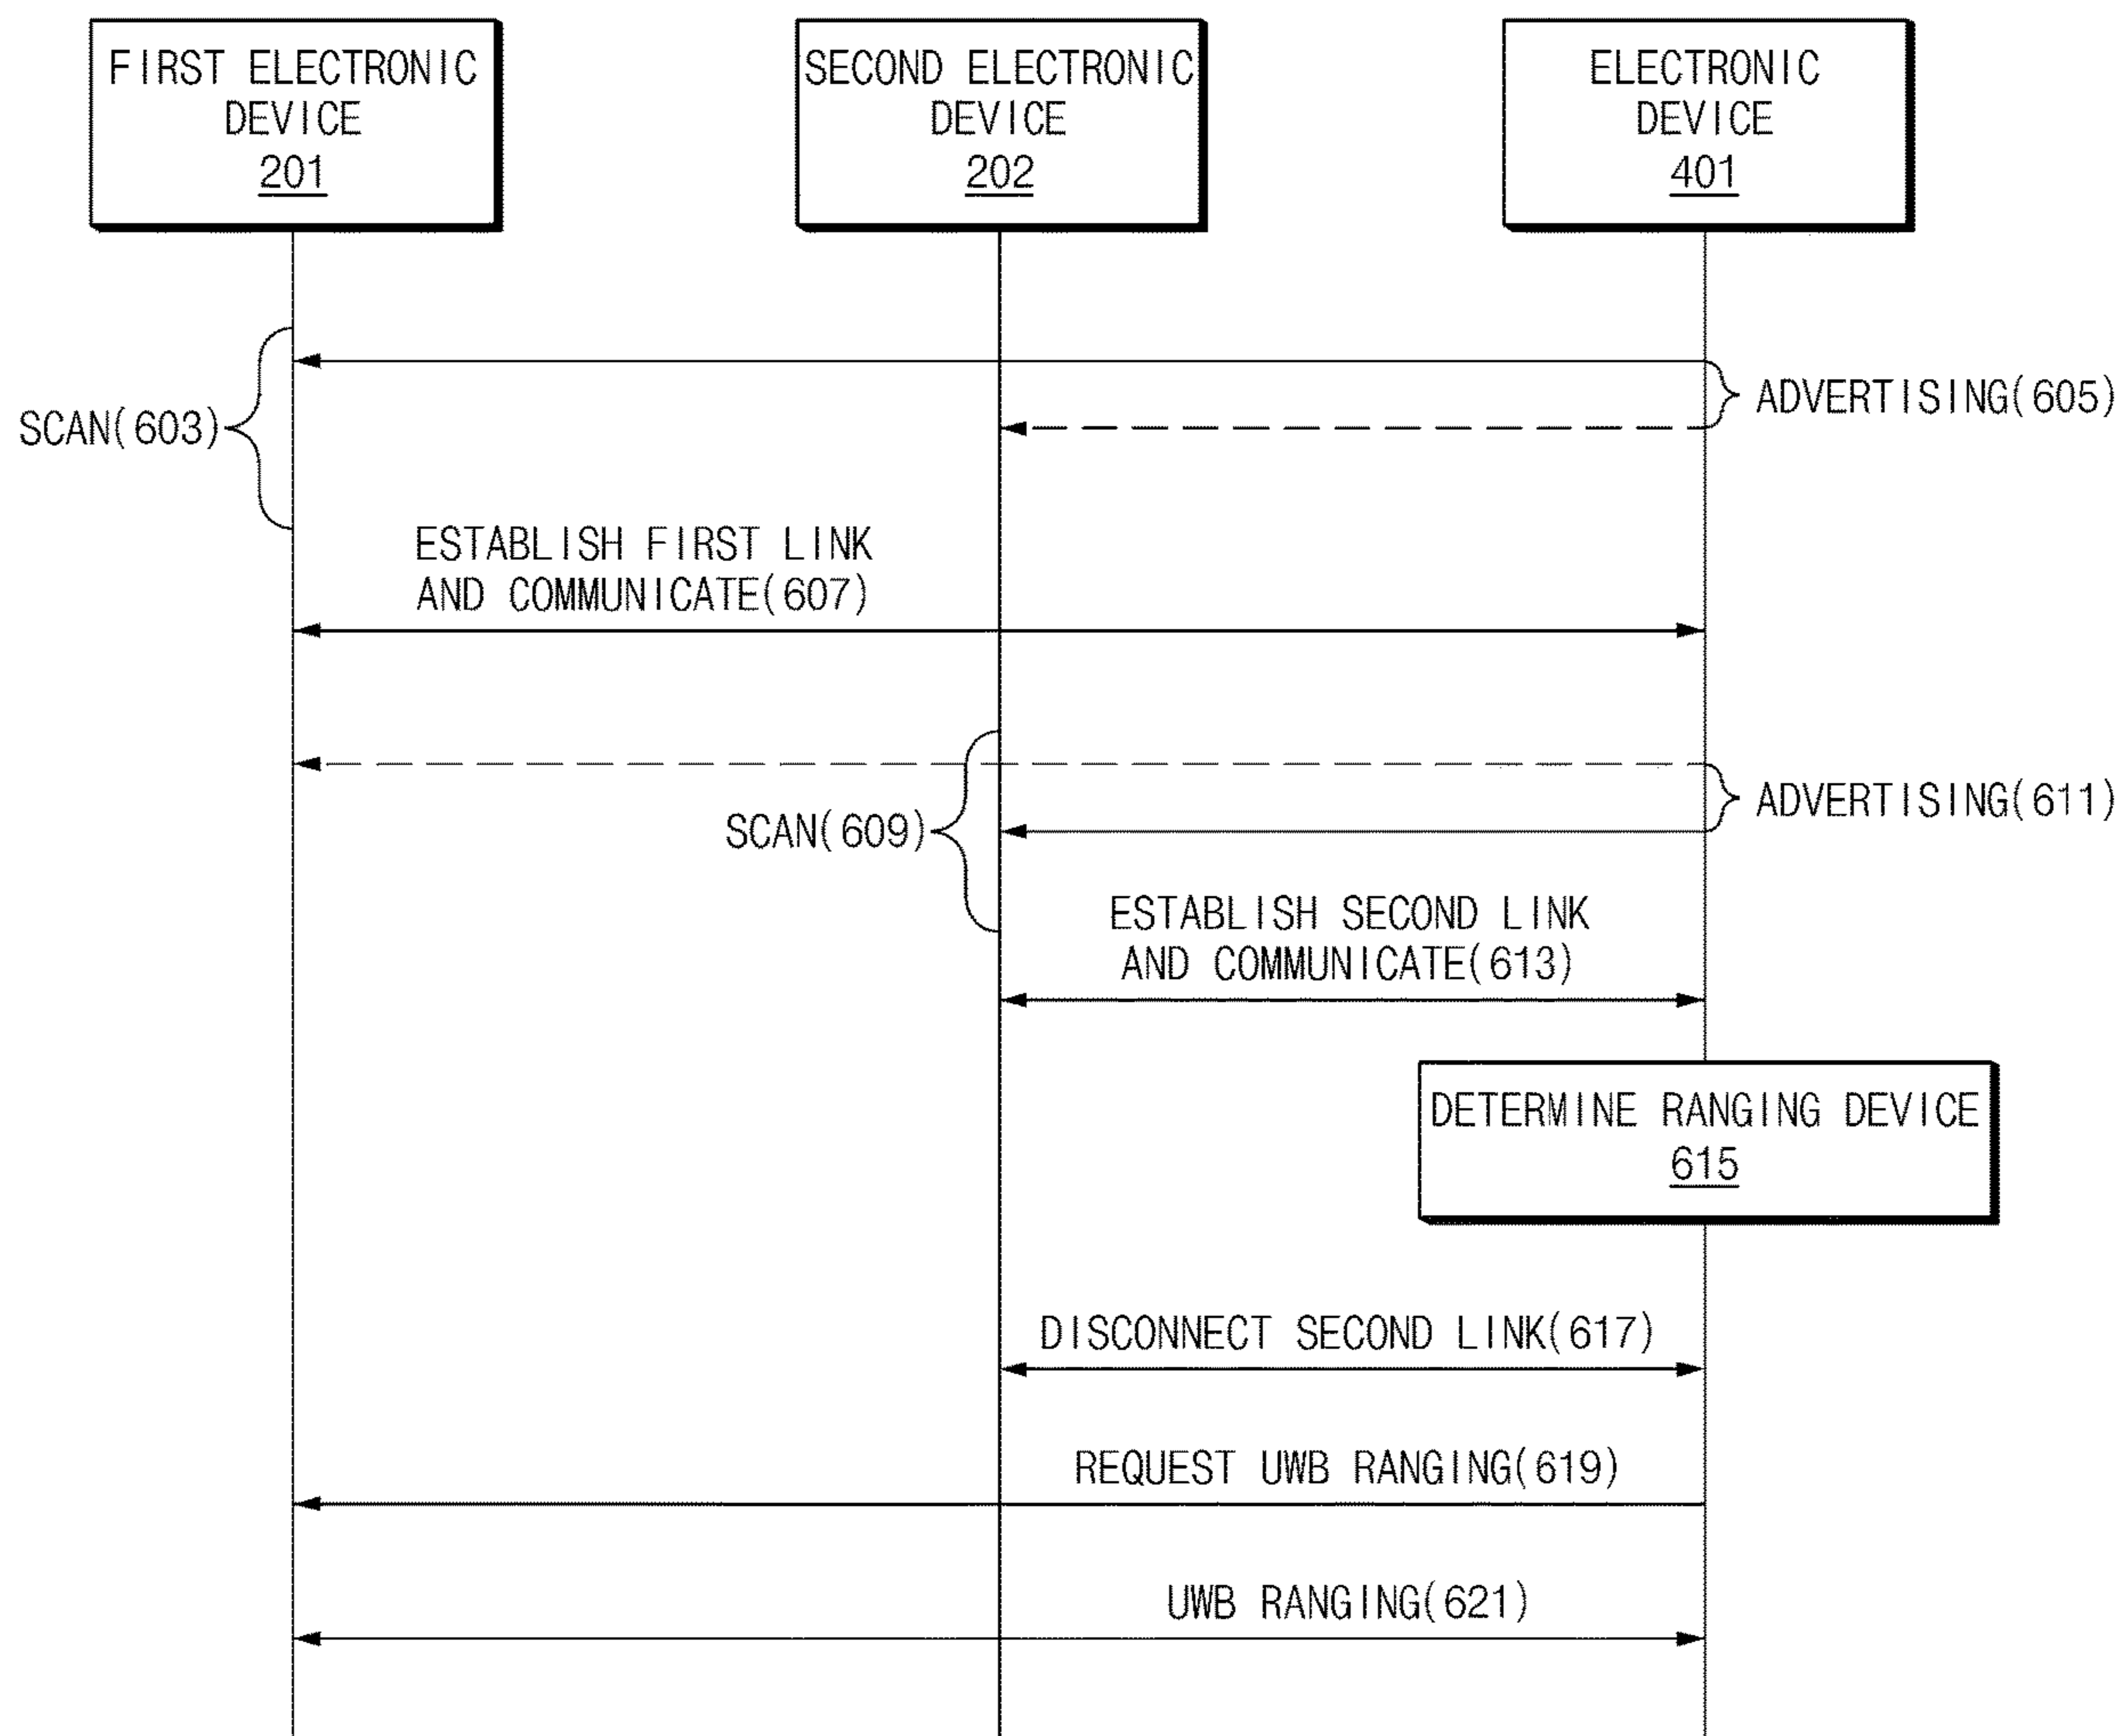 FIRST ELECTRONIC
DEVICE
201
SECOND ELECTRONIC
DEVICE
202
ELECTRONIC
DEVICE
401
ADVERTISING(605)
SCAN(603)
ESTABLISH FIRST LINK
AND COMMUNICATE(607)
ADVERTISING(611)
SCAN(609)
ESTABLISH SECOND LINK
AND COMMUNICATE(613)
DETERMINE RANGING DEVICE
615
DISCONNECT SECOND LINK(617)
REQUEST UWB RANGING(619)
UWB RANGING(621)